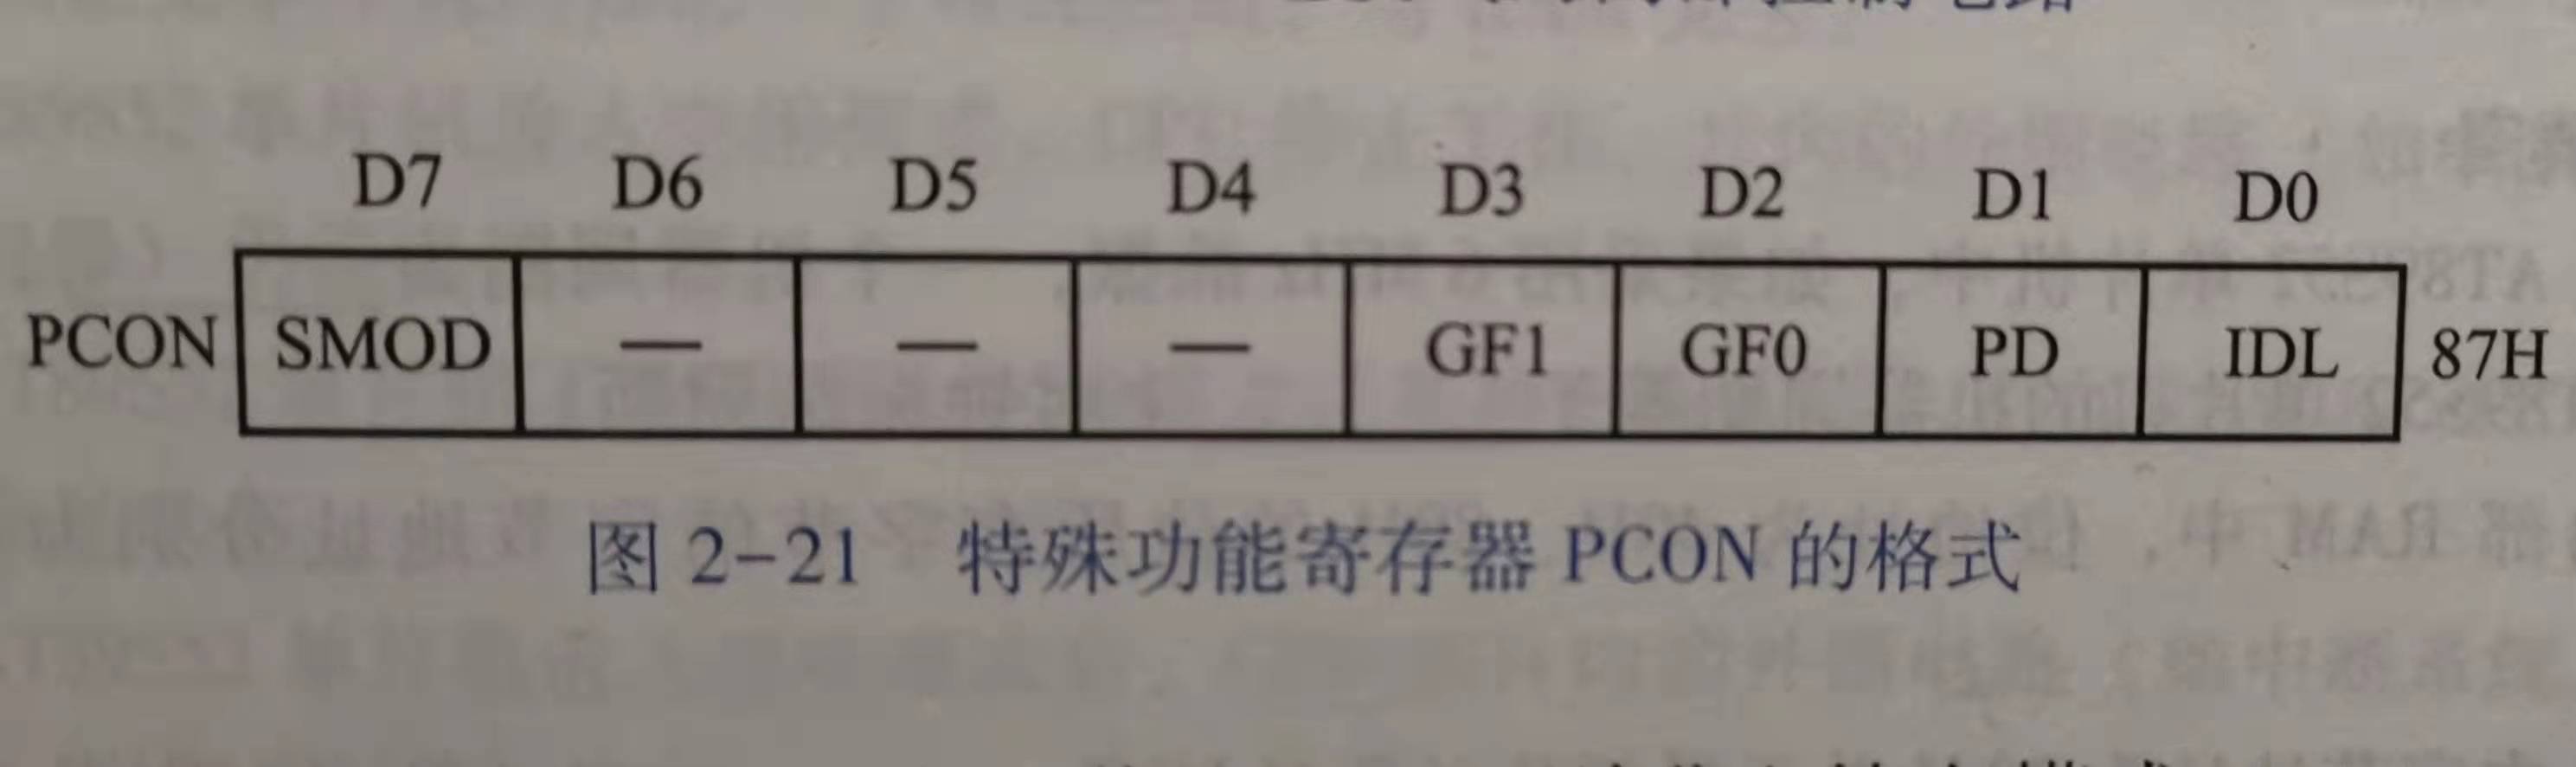 D7 D6 D5 D4 D3 D2 D1 D0
PCON SMOD — — — GF1 GF0 PD IDL 87H
图 2-21 特殊功能寄存器 PCON 的格式